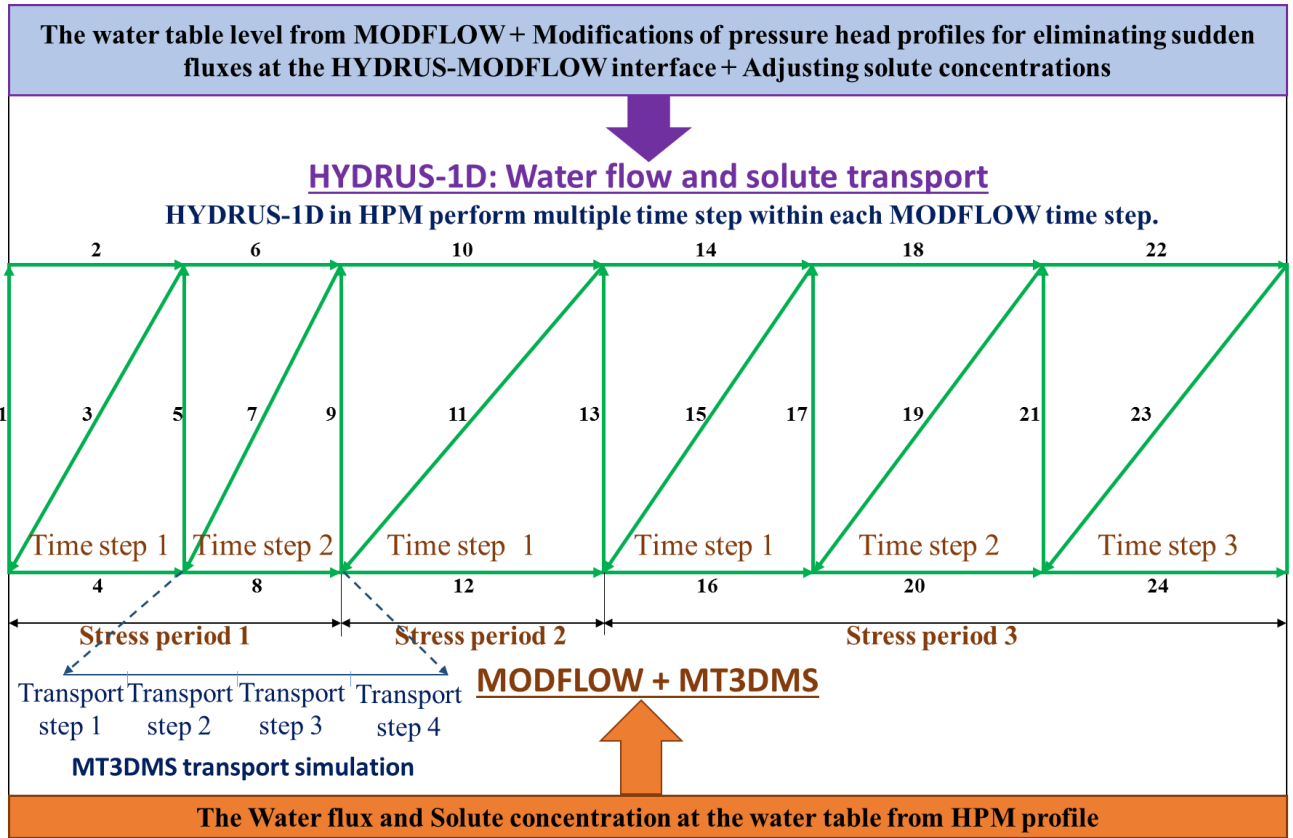 The water table level from MODFLOW + Modifications of pressure head profiles for eliminating sudden
fluxes at the HYDRUS-MODFLOW interface + Adjusting solute concentrations
HYDRUS-1D: Water flow and solute transport
HYDRUS-1D in HPM perform multiple time step within each MODFLOW time step.
2 6 10 14 18 22
1 3 5 7 9 11 13 15 17 19 21 23
Time step 1 Time step 2 Time step 1 Time step 1 Time step 2 Time step 3
4 8 12 16 20 24
Stress period 1 Stress period 2 Stress period 3
MODFLOW + MT3DMS
Transport Transport Transport Transport
step 1 step 2 step 3 step 4
MT3DMS transport simulation
The Water flux and Solute concentration at the water table from HPM profile